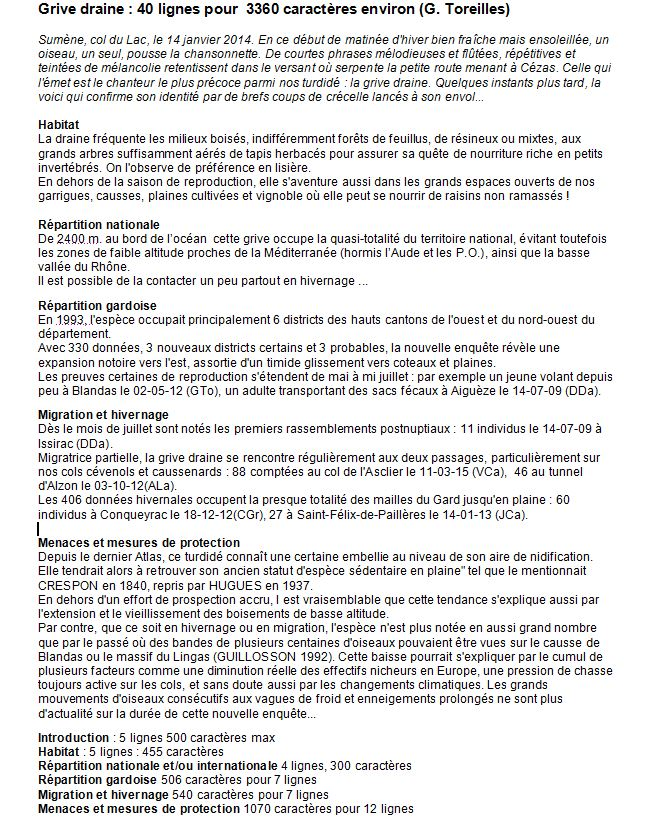 Grive draine : 40 lignes pour  3360 caractères environ (G. Toreilles)
Sumène, col du Lac, le 14 janvier 2014. En ce début de matinée d'hiver bien fraîche mais ensoleillée, un
oiseau, un seul, pousse la chansonnette. De courtes phrases mélodieuses et flûtées, répétitives et
teintées de mélancolie retentissent dans le versant où serpente la petite route menant à Cézas. Celle qui
l'émet est le chanteur le plus précoce parmi nos turdidé : la grive draine. Quelques instants plus tard, la
voici qui confirme son identité par de brefs coups de crécelle lancés à son envol...
Habitat
La draine fréquente les milieux boisés, indifféremment forêts de feuillus, de résineux ou mixtes, aux
grands arbres suffisamment aérés de tapis herbacés pour assurer sa quête de nourriture riche en petits
invertébrés. On l'observe de préférence en lisière.
En dehors de la saison de reproduction, elle s'aventure aussi dans les grands espaces ouverts de nos
garrigues, causses, plaines cultivées et vignoble où elle peut se nourrir de raisins non ramassés !
Répartition nationale
De 2400 m. au bord de l'océan  cette grive occupe la quasi-totalité du territoire national, évitant toutefois
les zones de faible altitude proches de la Méditerranée (hormis l'Aude et les P.O.), ainsi que la basse
vallée du Rhône.
Il est possible de la contacter un peu partout en hivernage ...
Répartition gardoise
En 1993, l'espèce occupait principalement 6 districts des hauts cantons de l'ouest et du nord-ouest du
département.
Avec 330 données, 3 nouveaux districts certains et 3 probables, la nouvelle enquête révèle une
expansion notoire vers l'est, assortie d'un timide glissement vers coteaux et plaines.
Les preuves certaines de reproduction s'étendent de mai à mi juillet : par exemple un jeune volant depuis
peu à Blandas le 02-05-12 (GTo), un adulte transportant des sacs fécaux à Aiguèze le 14-07-09 (DDa).
Migration et hivernage
Dès le mois de juillet sont notés les premiers rassemblements postnuptiaux : 11 individus le 14-07-09 à
Issirac (DDa).
Migratrice partielle, la grive draine se rencontre régulièrement aux deux passages, particulièrement sur
nos cols cévenols et caussenards : 88 comptées au col de l'Asclier le 11-03-15 (VCa),  46 au tunnel
d'Alzon le 03-10-12(ALa).
Les 406 données hivernales occupent la presque totalité des mailles du Gard jusqu'en plaine : 60
individus à Conqueyrac le 18-12-12(CGr), 27 à Saint-Félix-de-Paillères le 14-01-13 (JCa).
Menaces et mesures de protection
Depuis le dernier Atlas, ce turdidé connaît une certaine embellie au niveau de son aire de nidification.
Elle tendrait alors à retrouver son ancien statut d'espèce sédentaire en plaine" tel que le mentionnait
CRESPON en 1840, repris par HUGUES en 1937.
En dehors d'un effort de prospection accru, l est vraisemblable que cette tendance s'explique aussi par
l'extension et le vieillissement des boisements de basse altitude.
Par contre, que ce soit en hivernage ou en migration, l'espèce n'est plus notée en aussi grand nombre
que par le passé où des bandes de plusieurs centaines d'oiseaux pouvaient être vues sur le causse de
Blandas ou le massif du Lingas (GUILLOSSON 1992). Cette baisse pourrait s'expliquer par le cumul de
plusieurs facteurs comme une diminution réelle des effectifs nicheurs en Europe, une pression de chasse
toujours active sur les cols, et sans doute aussi par les changements climatiques. Les grands
mouvements d'oiseaux consécutifs aux vagues de froid et enneigements prolongés ne sont plus
d'actualité sur la durée de cette nouvelle enquête...
Introduction : 5 lignes 500 caractères max
Habitat : 5 lignes : 455 caractères
Répartition nationale et/ou internationale 4 lignes, 300 caractères
Répartition gardoise 506 caractères pour 7 lignes
Migration et hivernage 540 caractères pour 7 lignes
Menaces et mesures de protection 1070 caractères pour 12 lignes